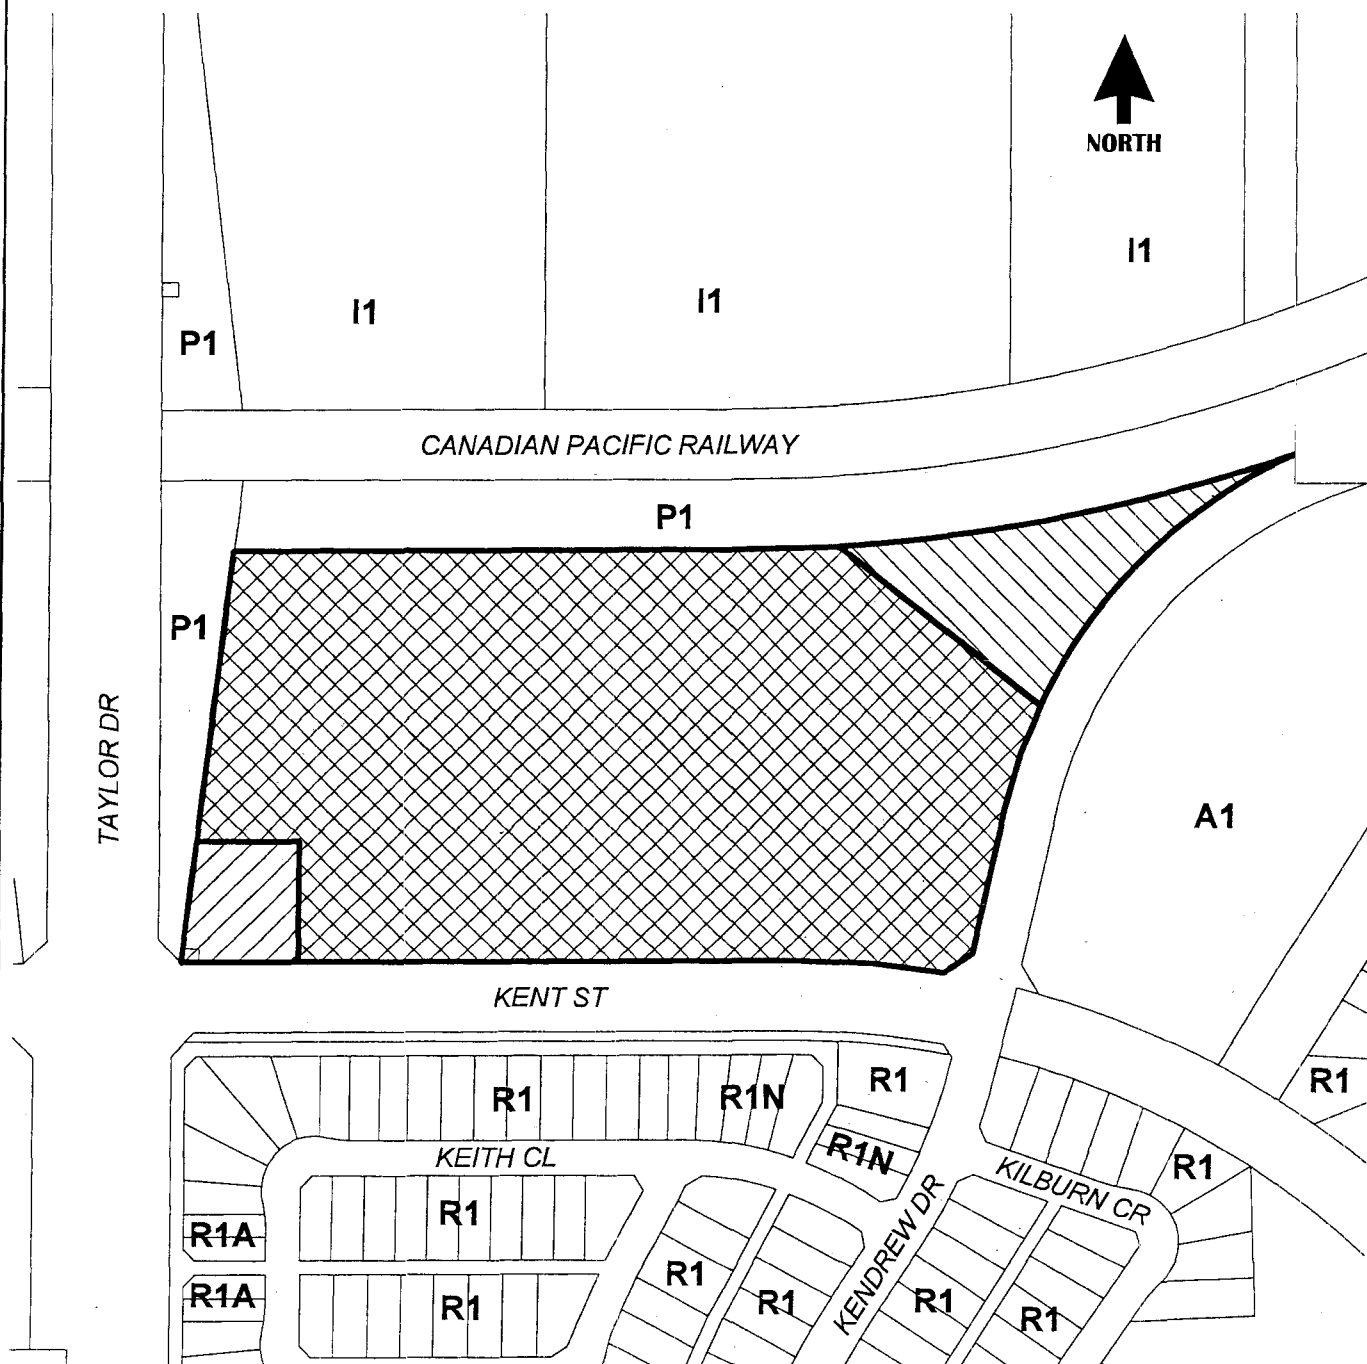 NORTH
I1
I1
I1
P1
CANADIAN PACIFIC RAILWAY
P1
P1
TAYLOR DR
A1
KENT ST
R1
R1N
R1
R1
R1N
KEITH CL
KILBURN CR
R1
R1
R1A
KENDREW DR
R1
R1A
R1
R1
R1
R1